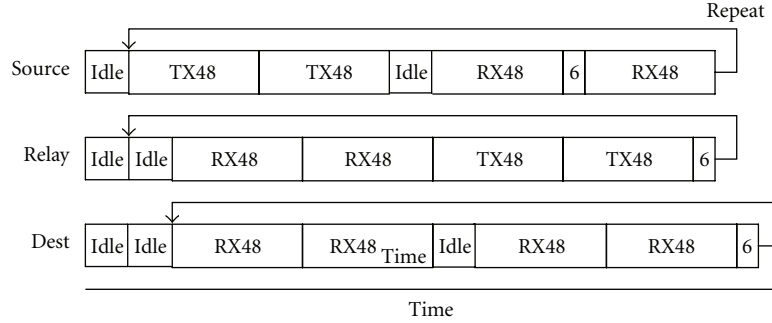 Repeat
Source Idle TX48 TX48 Idle RX48 6 RX48
Relay Idle Idle RX48 RX48 TX48 TX48 6
Dest Idle Idle RX48 RX48 Time Idle RX48 RX48 6
Time